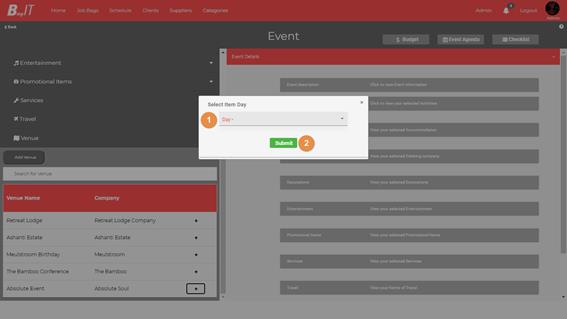 BagIT Home Job Bags Schedule Clients Suppliers Categories Admin Logout
Back
Event
$ Budget Event Agenda Checklist
Entertainment
Promotional Items
Services
Travel
Venue
Add Venue
Search for Venue
Venue Name Company
Retreat Lodge Retreat Lodge Company +
Ashanti Estate Ashanti Estate +
Meulstroom Birthday Meulstroom +
The Bamboo Conference The Bamboo +
Absolute Event Absolute Soul +
Event Details
Event description Click to view Event Information
Click to view your selected
View your selected Accommodation
View your selected Catering company
Decorations View your selected Decorations
Entertainment View your selected Entertainment
Promotional Items View your selected Promotional Items
Services View your selected Services
Travel View your forms of Travel
Select Item Day ×
1 Day *
Submit 2